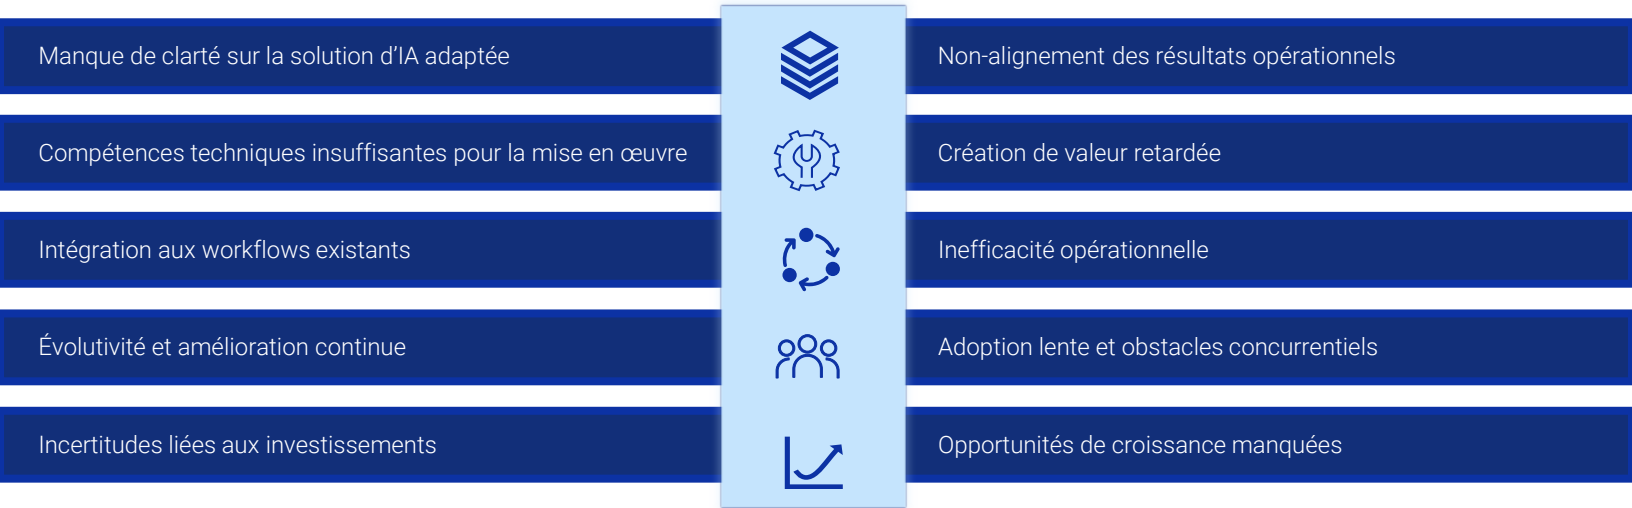 Manque de clarté sur la solution d’IA adaptée
Non-alignement des résultats opérationnels
Compétences techniques insuffisantes pour la mise en œuvre
Création de valeur retardée
Intégration aux workflows existants
Inefficacité opérationnelle
Évolutivité et amélioration continue
Adoption lente et obstacles concurrentiels
Incertitudes liées aux investissements
Opportunités de croissance manquées